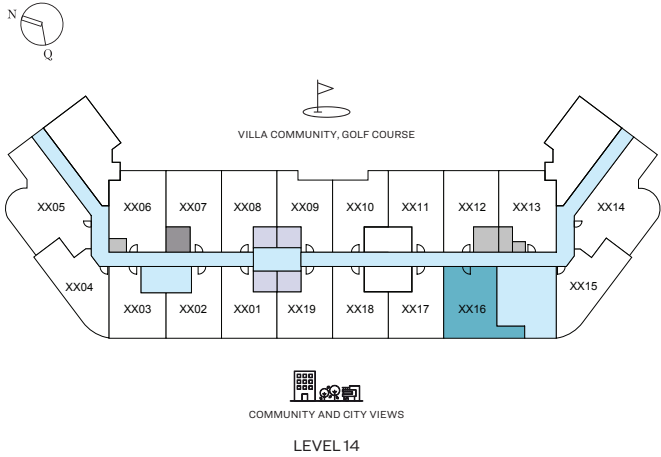 N
Q
VILLA COMMUNITY, GOLF COURSE
XX05
XX06
XX07
XX08
XX09
XX10
XX11
XX12
XX13
XX14
XX04
XX03
XX02
XX01
XX19
XX18
XX17
XX16
XX15
COMMUNITY AND CITY VIEWS
LEVEL 14